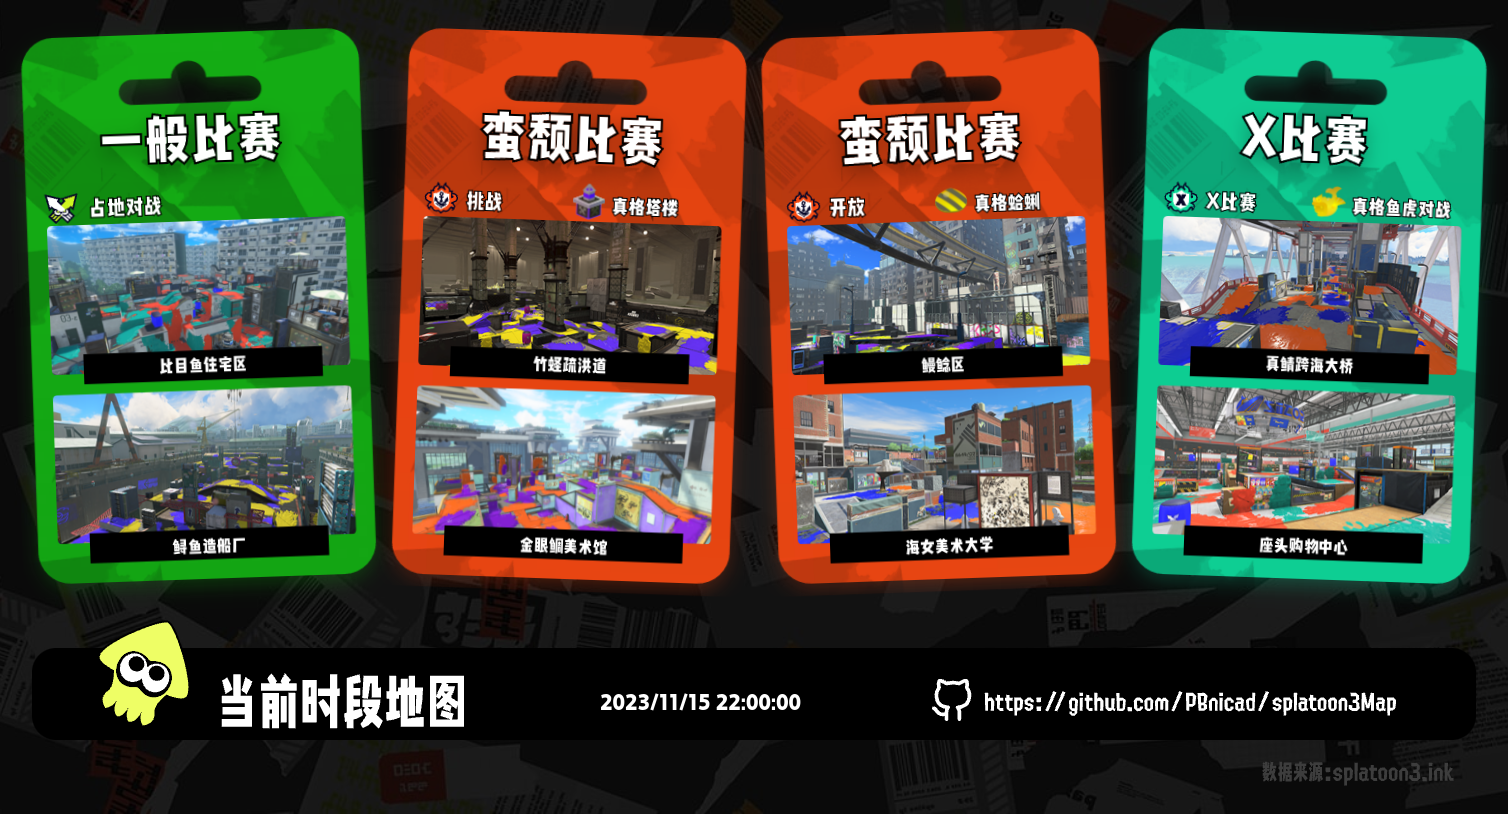 一般比赛
占地对战
比目鱼住宅区
鲟鱼造船厂
蛮颓比赛
挑战
真格塔楼
竹蛏疏洪道
金眼鲷美术馆
蛮颓比赛
开放
真格蛤蜊
鳗鲶区
海女美术大学
X比赛
X比赛
真格鱼虎对战
真鲭跨海大桥
座头购物中心
当前时段地图
2023/11/15 22:00:00
https://github.com/PBnicad/splatoon3Map
数据来源:splatoon3.ink